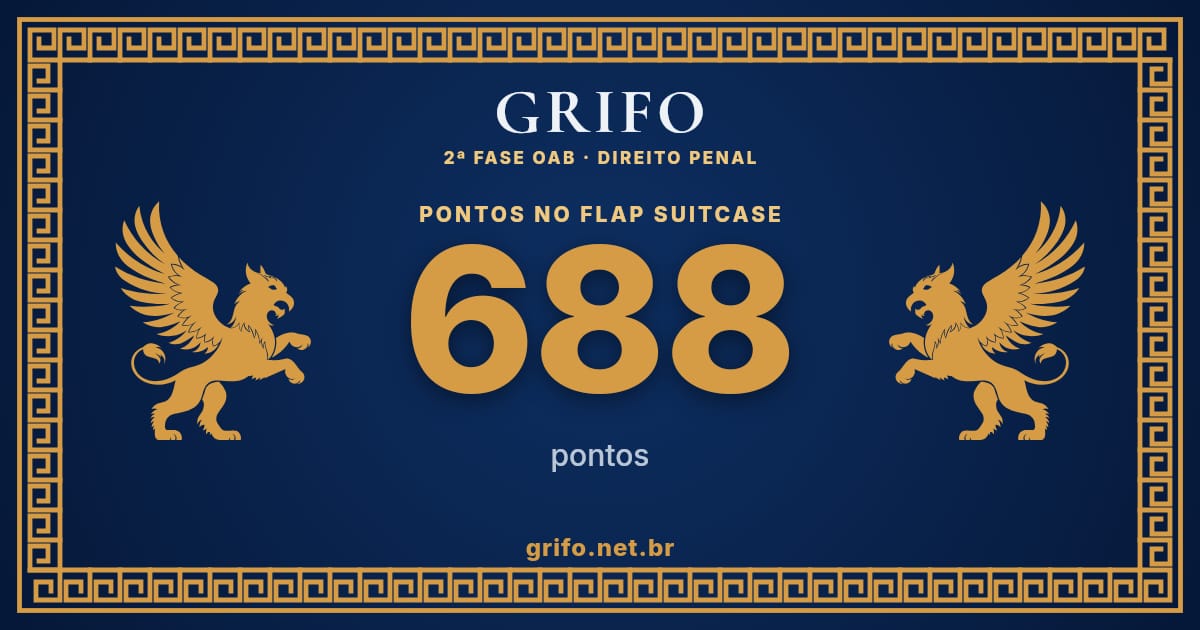 GRIFO
2ª FASE OAB · DIREITO PENAL
PONTOS NO FLAP SUITCASE
688
pontos
grifo.net.br